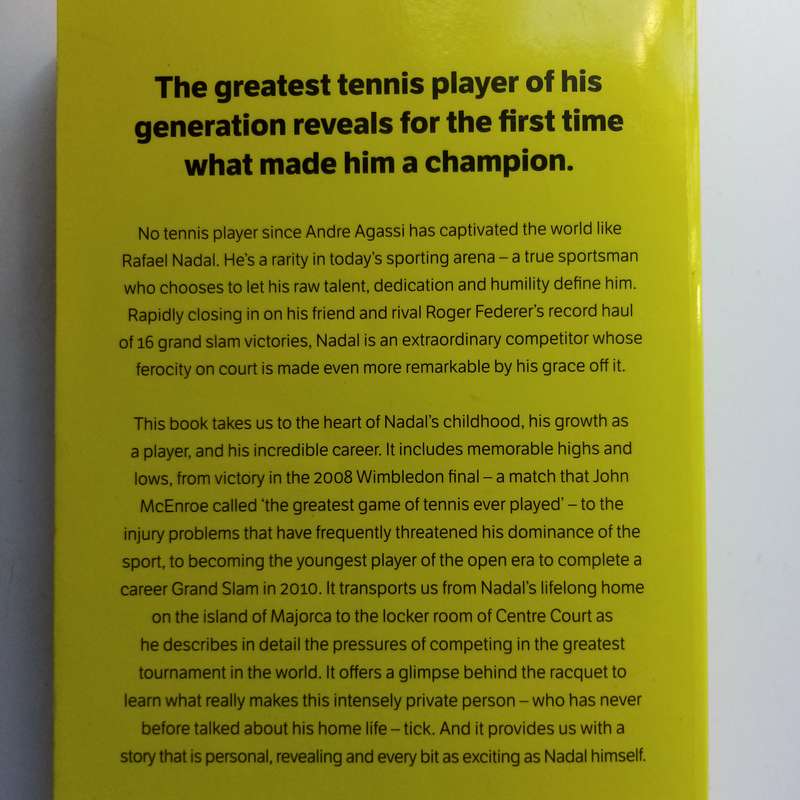 The greatest tennis player of his
generation reveals for the first time
what made him a champion.
No tennis player since Andre Agassi has captivated the world like
Rafael Nadal. He's a rarity in today's sporting arena – a true sportsman
who chooses to let his raw talent, dedication and humility define him.
Rapidly closing in on his friend and rival Roger Federer's record haul
of 16 grand slam victories, Nadal is an extraordinary competitor whose
ferocity on court is made even more remarkable by his grace off it.
This book takes us to the heart of Nadal's childhood, his growth as
a player, and his incredible career. It includes memorable highs and
lows, from victory in the 2008 Wimbledon final – a match that John
McEnroe called 'the greatest game of tennis ever played' – to the
injury problems that have frequently threatened his dominance of the
sport, to becoming the youngest player of the open era to complete a
career Grand Slam in 2010. It transports us from Nadal's lifelong home
on the island of Majorca to the locker room of Centre Court as
he describes in detail the pressures of competing in the greatest
tournament in the world. It offers a glimpse behind the racquet to
learn what really makes this intensely private person – who has never
before talked about his home life – tick. And it provides us with a
story that is personal, revealing and every bit as exciting as Nadal himself.